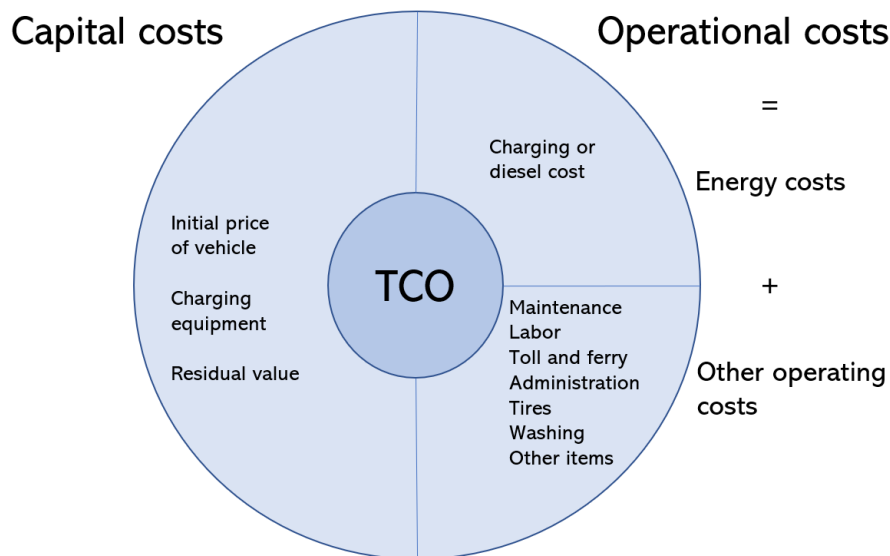 Capital costs
Operational costs
=
Energy costs
+
Other operating
costs
Initial price
of vehicle
Charging
equipment
Residual value
TCO
Charging or
diesel cost
Maintenance
Labor
Toll and ferry
Administration
Tires
Washing
Other items